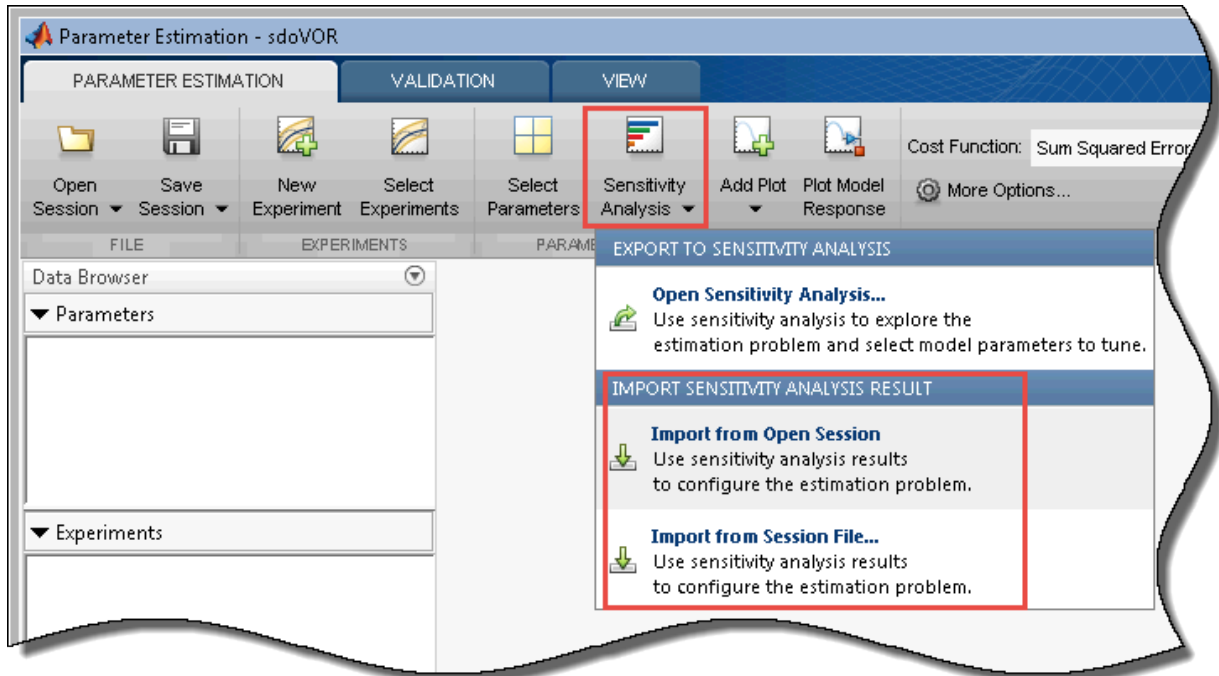 Parameter Estimation - sdoVOR
PARAMETER ESTIMATION
VALIDATION
VIEW
Open
Session
Save
Session
New
Experiment
Select
Experiments
Select
Parameters
Sensitivity
Analysis
Add Plot
Plot Model
Response
Cost Function: Sum Squared Error
More Options...
FILE
EXPERIMENTS
PARAME
Data Browser
Parameters
Experiments
EXPORT TO SENSITIVITY ANALYSIS
Open Sensitivity Analysis...
Use sensitivity analysis to explore the
estimation problem and select model parameters to tune.
IMPORT SENSITIVITY ANALYSIS RESULT
Import from Open Session
Use sensitivity analysis results
to configure the estimation problem.
Import from Session File...
Use sensitivity analysis results
to configure the estimation problem.